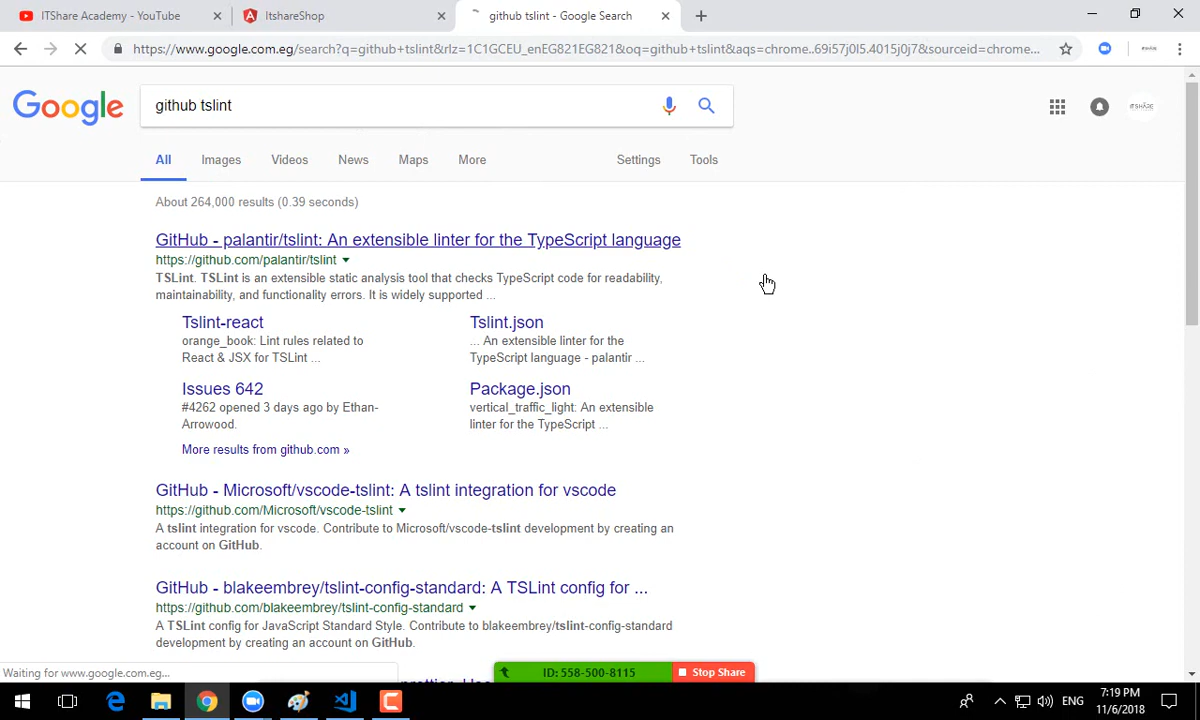 ITShare Academy - YouTube
ItshareShop
github tslint - Google Search
https://www.google.com.eg/search?q=github+tslint&rlz=1C1GCEU_enEG821EG821&oq=github+tslint&aqs=chrome..69i57j0l5.4015j0j7&sourceid=chrome...
Google
github tslint
ITSHARE
All
Images
Videos
News
Maps
More
Settings
Tools
About 264,000 results (0.39 seconds)
GitHub - palantir/tslint: An extensible linter for the TypeScript language
https://github.com/palantir/tslint
TSLint. TSLint is an extensible static analysis tool that checks TypeScript code for readability,
maintainability, and functionality errors. It is widely supported ...
Tslint-react
orange_book: Lint rules related to
React & JSX for TSLint ...
Tslint.json
... An extensible linter for the
TypeScript language - palantir ...
Issues 642
#4262 opened 3 days ago by Ethan-
Arrowood.
Package.json
vertical_traffic_light: An extensible
linter for the TypeScript ...
More results from github.com »
GitHub - Microsoft/vscode-tslint: A tslint integration for vscode
https://github.com/Microsoft/vscode-tslint
A tslint integration for vscode. Contribute to Microsoft/vscode-tslint development by creating an
account on GitHub.
GitHub - blakeembrey/tslint-config-standard: A TSLint config for ...
https://github.com/blakeembrey/tslint-config-standard
A TSLint config for JavaScript Standard Style. Contribute to blakeembrey/tslint-config-standard
development by creating an account on GitHub.
Waiting for www.google.com.eg...
ID: 558-500-8115
Stop Share
ENG
7:19 PM
11/6/2018